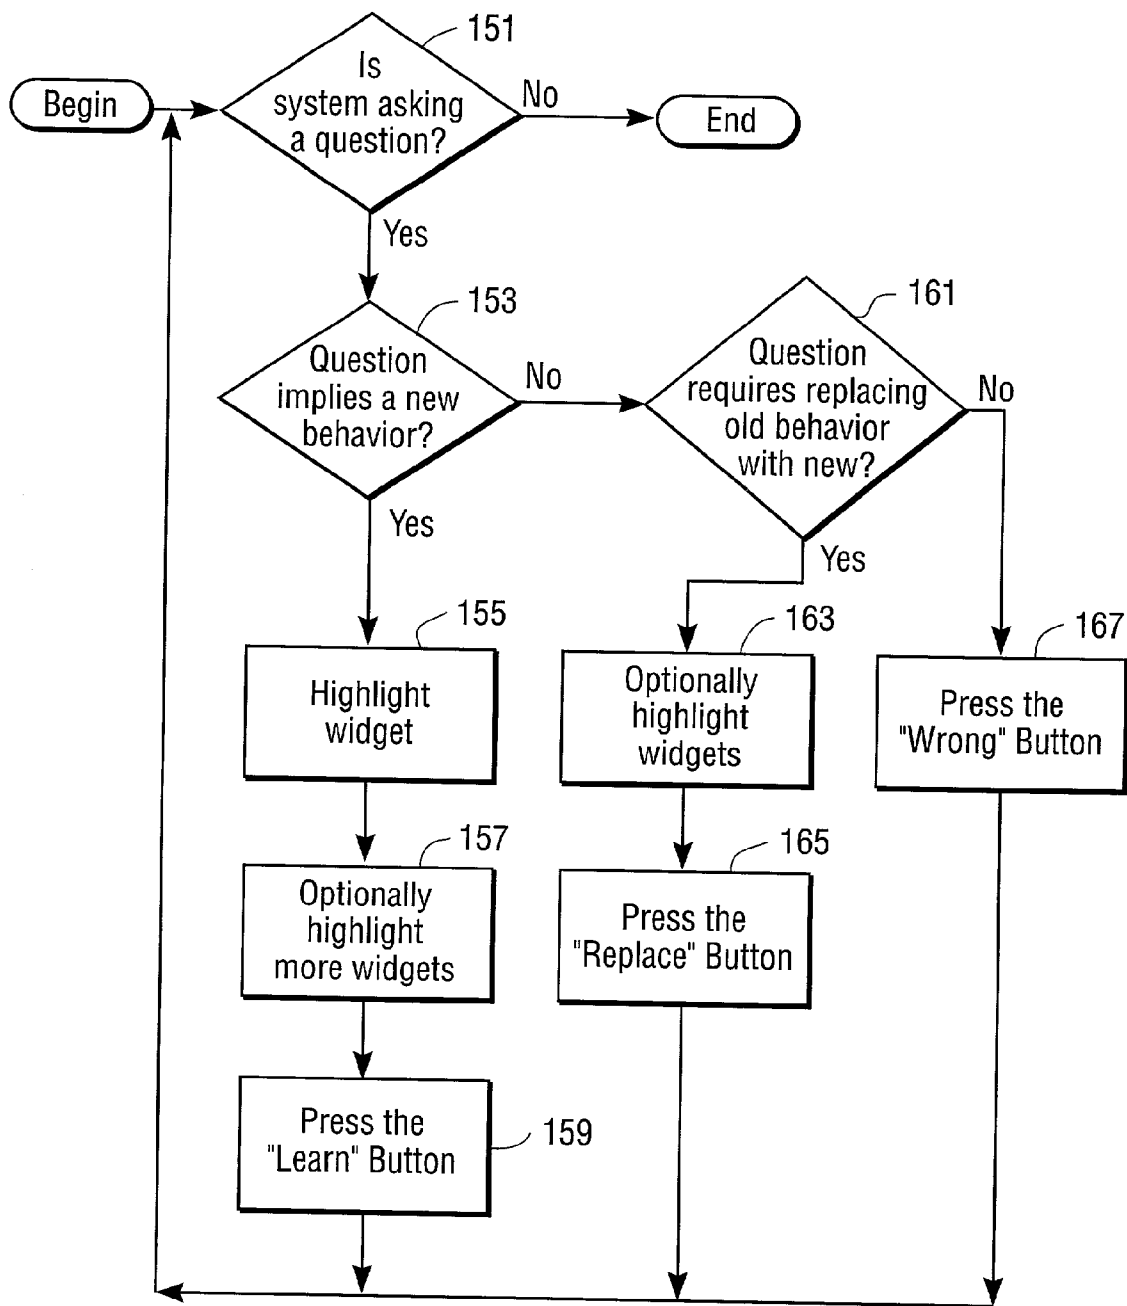 151
Is
system asking
a question?
Begin
No
End
Yes
153
Question
implies a new
behavior?
No
161
Question
requires replacing
old behavior
with new?
No
Yes
Yes
155
Highlight
widget
163
Optionally
highlight
widgets
167
Press the
"Wrong" Button
157
Optionally
highlight
more widgets
165
Press the
"Replace" Button
Press the
"Learn" Button
159